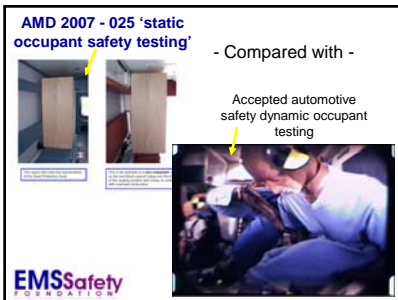 AMD 2007 - 025 ‘static
occupant safety testing’
- Compared with -
Accepted automotive
safety dynamic occupant
testing
EMSSafety
FOUNDATION